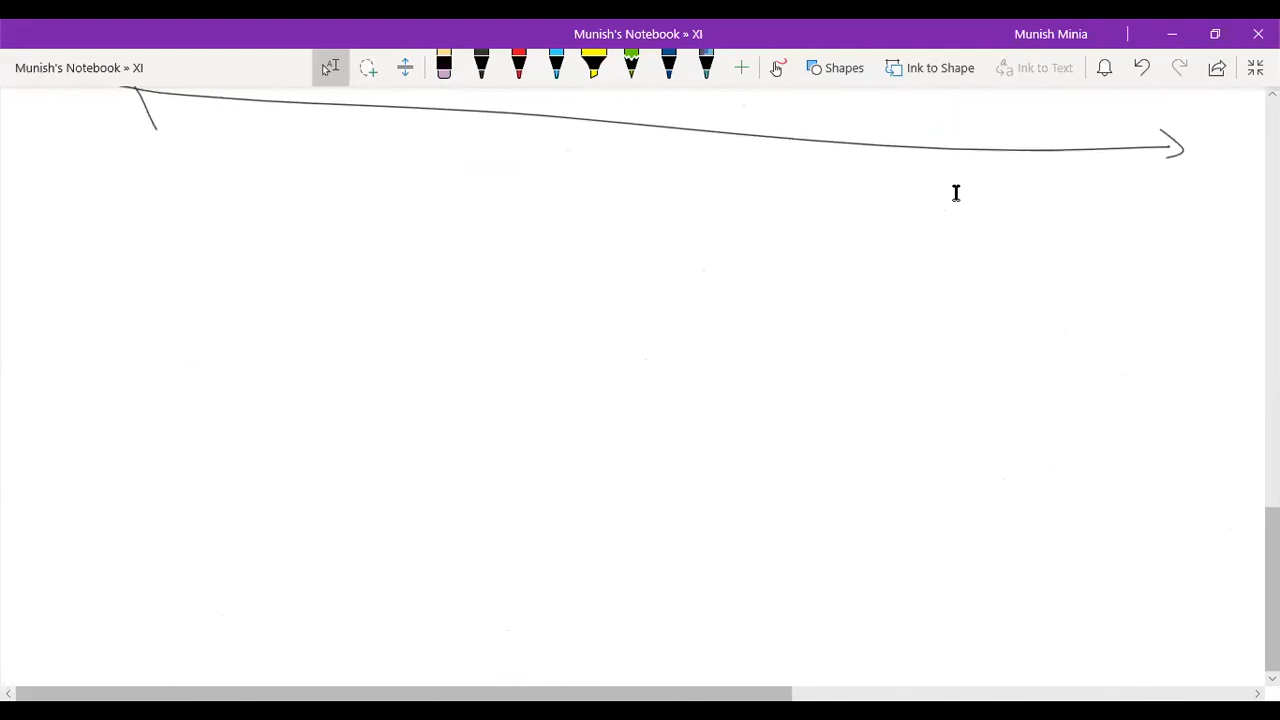 Munish's Notebook » XI
Munish Minia
Munish's Notebook » XI
Shapes
Ink to Shape
Ink to Text